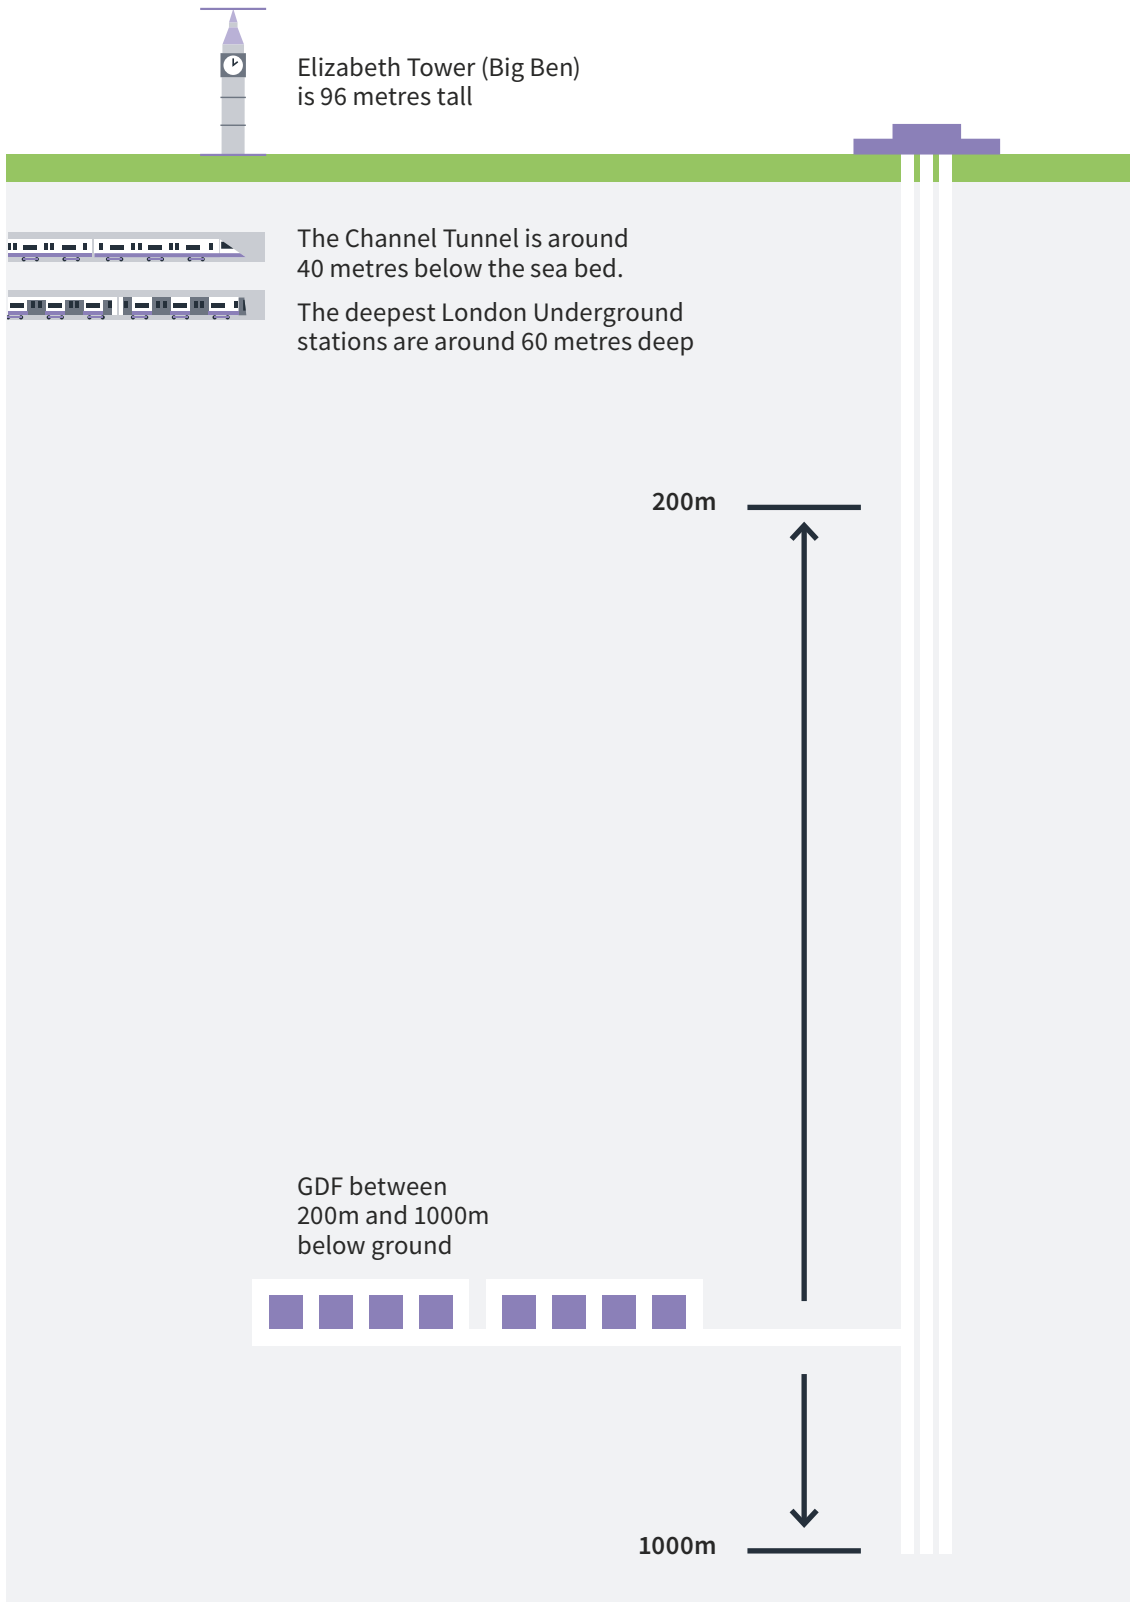 Elizabeth Tower (Big Ben)
is 96 metres tall
The Channel Tunnel is around
40 metres below the sea bed.
The deepest London Underground
stations are around 60 metres deep
200m
GDF between
200m and 1000m
below ground
1000m